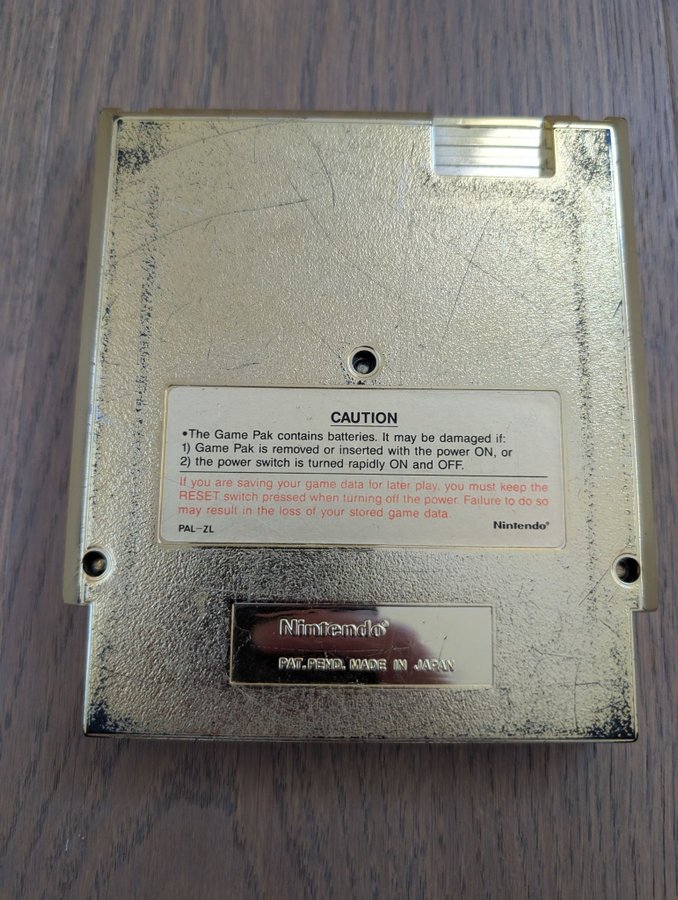 CAUTION
•The Game Pak contains batteries. It may be damaged if:
1) Game Pak is removed or inserted with the power ON, or
2) the power switch is turned rapidly ON and OFF.
If you are saving your game data for later play, you must keep the
RESET switch pressed when turning off the power. Failure to do so
may result in the loss of your stored game data.
PAL-ZL Nintendo®
Nintendo®
PAT. PEND. MADE IN JAPAN